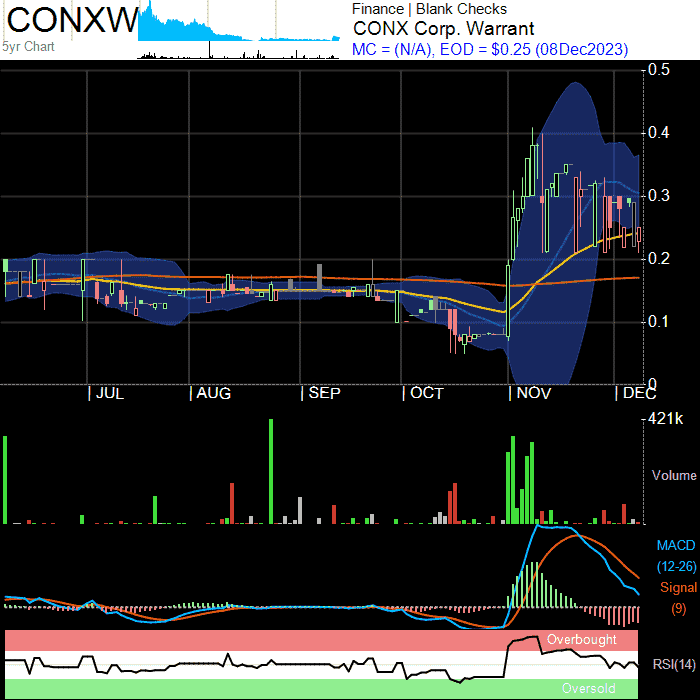 CONXW
5yr Chart
Finance | Blank Checks
CONX Corp. Warrant
MC = (N/A), EOD = $0.25 (08Dec2023)
0.5
0.4
0.3
0.2
0.1
0
JUL AUG SEP OCT NOV DEC
421k
Volume
MACD
(12-26)
Signal
(9)
Overbought
RSI(14)
Oversold